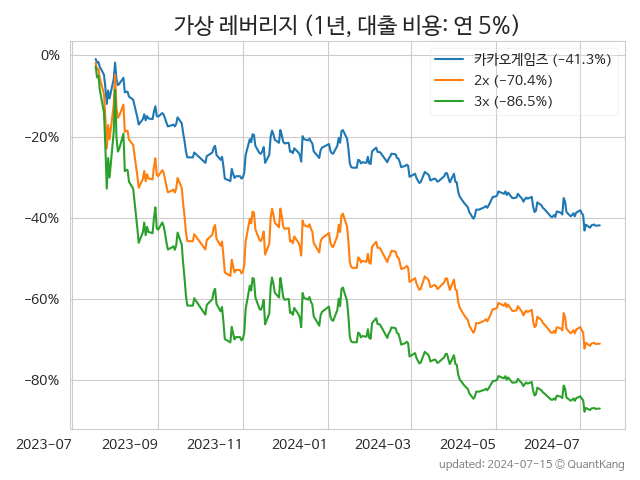 가상 레버리지 (1년, 대출 비용: 연 5%)
카카오게임즈 (−41.3%)
2x (−70.4%)
3x (−86.5%)
0%
−20%
−40%
−60%
−80%
2023−07 2023−09 2023−11 2024−01 2024−03 2024−05 2024−07
updated: 2024−07−15 © QuantKang